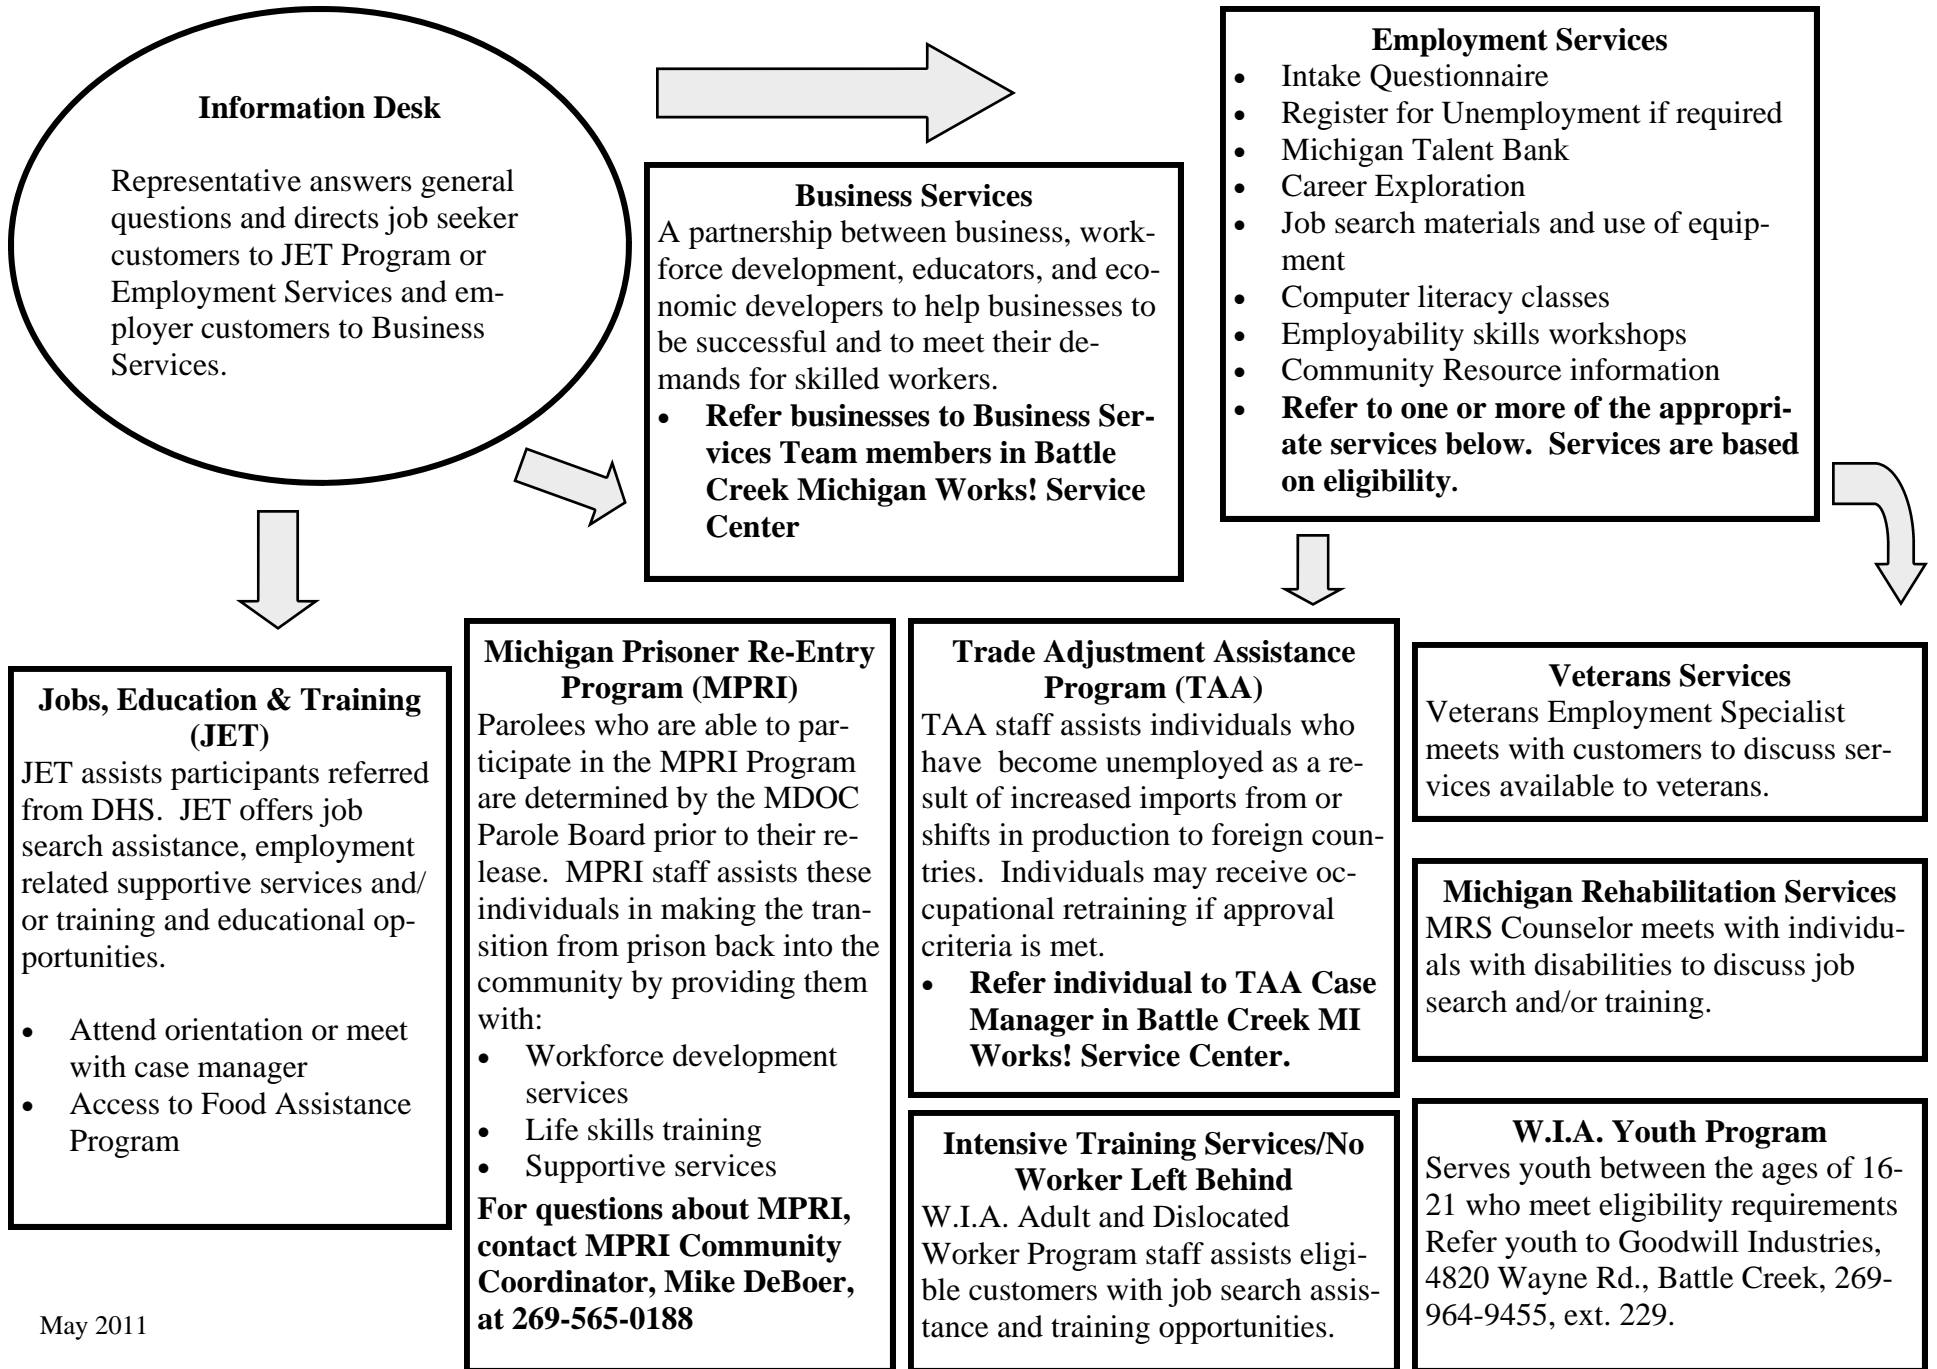 Information Desk
Representative answers general
questions and directs job seeker
customers to JET Program or
Employment Services and em-
ployer customers to Business
Services.
Business Services
A partnership between business, work-
force development, educators, and eco-
nomic developers to help businesses to
be successful and to meet their de-
mands for skilled workers.
• Refer businesses to Business Ser-
vices Team members in Battle
Creek Michigan Works! Service
Center
Employment Services
• Intake Questionnaire
• Register for Unemployment if required
• Michigan Talent Bank
• Career Exploration
• Job search materials and use of equip-
ment
• Computer literacy classes
• Employability skills workshops
• Community Resource information
• Refer to one or more of the appropri-
ate services below.  Services are based
on eligibility.
Jobs, Education & Training
(JET)
JET assists participants referred
from DHS.  JET offers job
search assistance, employment
related supportive services and/
or training and educational op-
portunities.
• Attend orientation or meet
with case manager
• Access to Food Assistance
Program
Michigan Prisoner Re-Entry
Program (MPRI)
Parolees who are able to par-
ticipate in the MPRI Program
are determined by the MDOC
Parole Board prior to their re-
lease.  MPRI staff assists these
individuals in making the tran-
sition from prison back into the
community by providing them
with:
• Workforce development
services
• Life skills training
• Supportive services
For questions about MPRI,
contact MPRI Community
Coordinator, Mike DeBoer,
at 269-565-0188
Trade Adjustment Assistance
Program (TAA)
TAA staff assists individuals who
have  become unemployed as a re-
sult of increased imports from or
shifts in production to foreign coun-
tries.  Individuals may receive oc-
cupational retraining if approval
criteria is met.
• Refer individual to TAA Case
Manager in Battle Creek MI
Works! Service Center.
Intensive Training Services/No
Worker Left Behind
W.I.A. Adult and Dislocated
Worker Program staff assists eligi-
ble customers with job search assis-
tance and training opportunities.
Veterans Services
Veterans Employment Specialist
meets with customers to discuss ser-
vices available to veterans.
Michigan Rehabilitation Services
MRS Counselor meets with individu-
als with disabilities to discuss job
search and/or training.
W.I.A. Youth Program
Serves youth between the ages of 16-
21 who meet eligibility requirements
Refer youth to Goodwill Industries,
4820 Wayne Rd., Battle Creek, 269-
964-9455, ext. 229.
May 2011